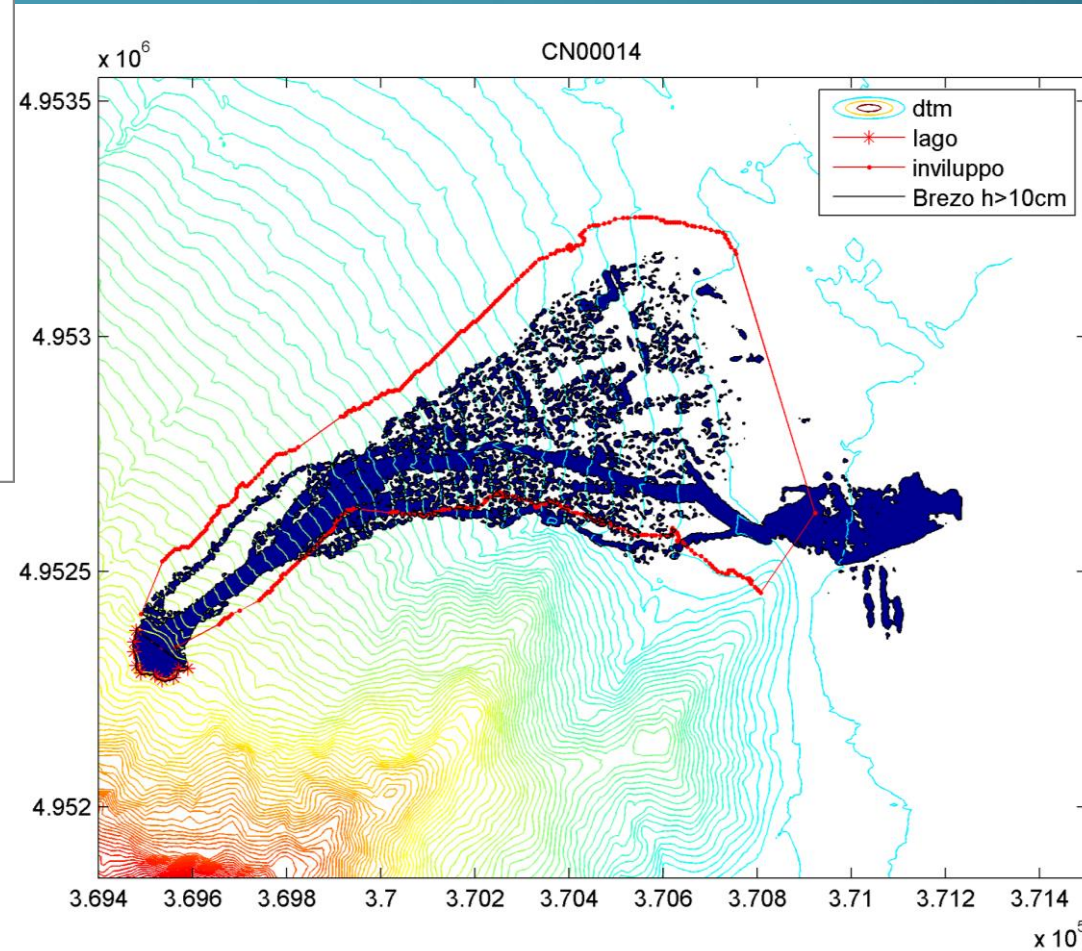 CN00014
x 10^6
4.9535
4.953
4.9525
4.952
dtm
lago
inviluppo
Brezo h>10cm
3.694 3.696 3.698 3.7 3.702 3.704 3.706 3.708 3.71 3.712 3.714
x 10^5